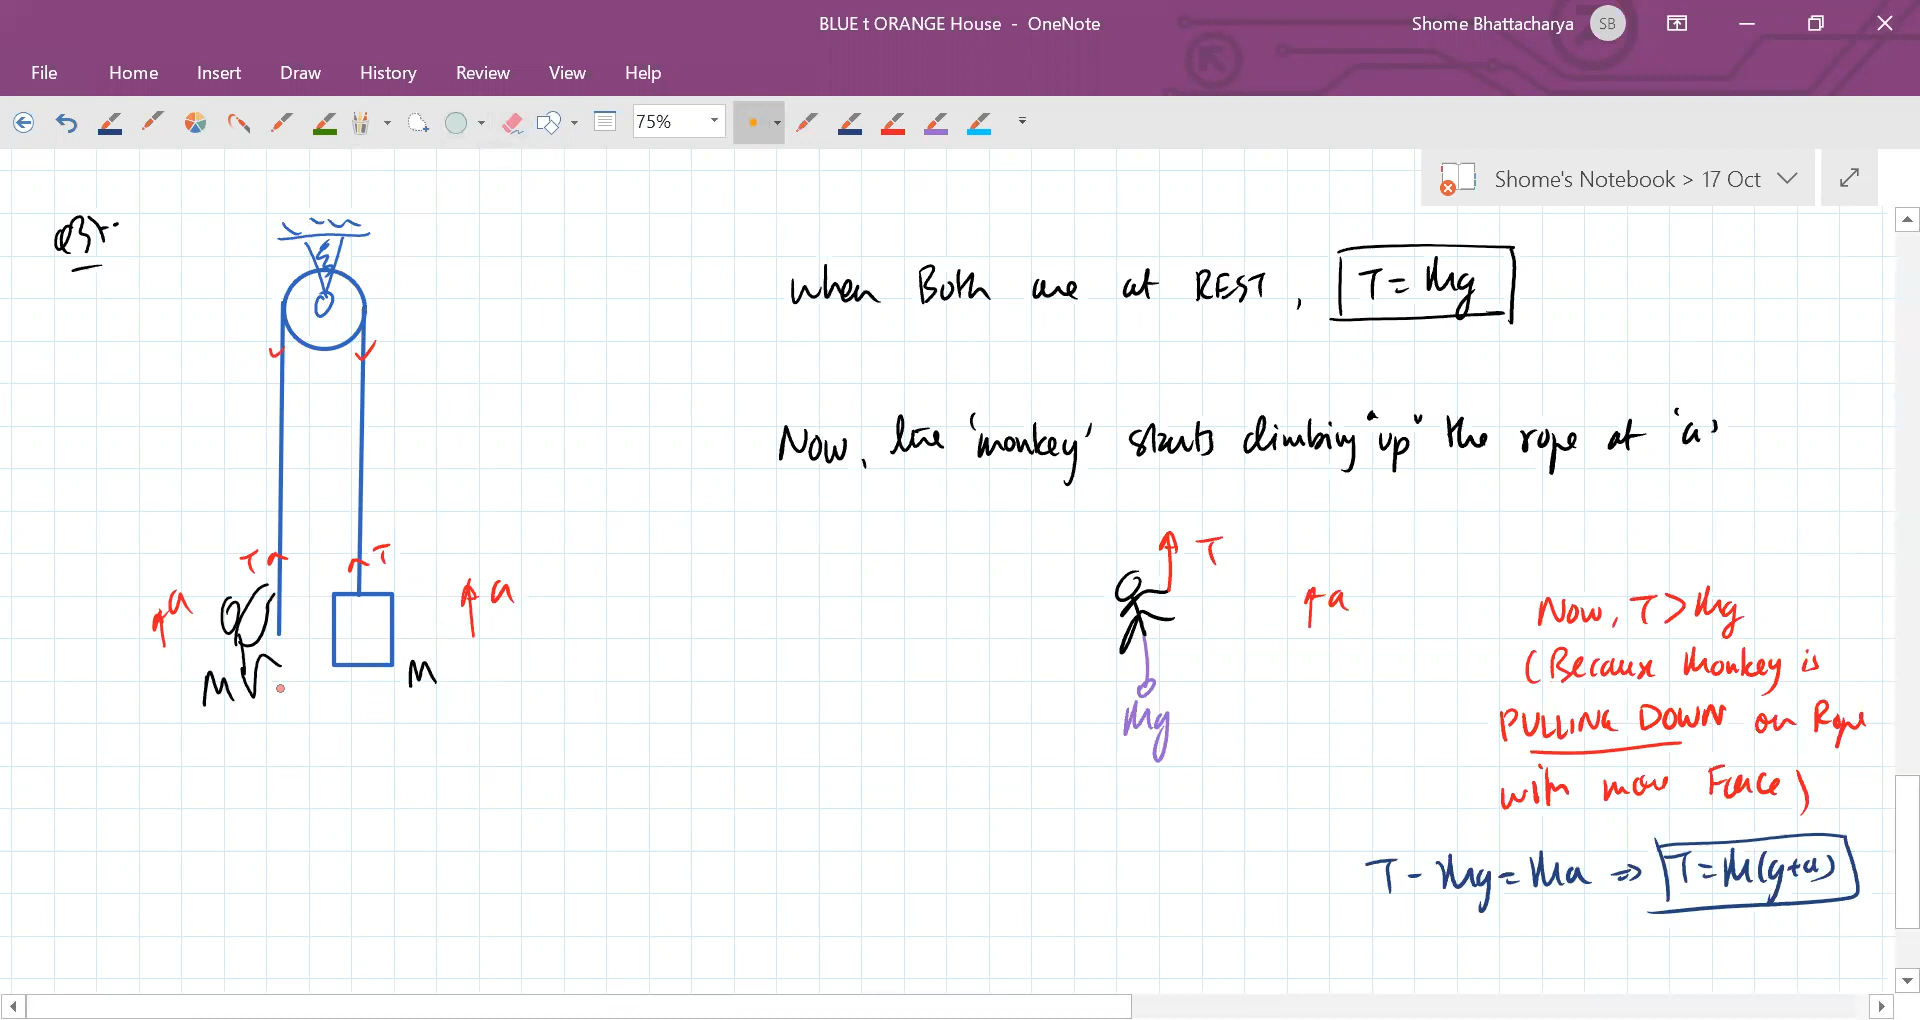 BLUE t ORANGE House - OneNote
Shome Bhattacharya SB
File Home Insert Draw History Review View Help
75%
Shome's Notebook > 17 Oct
Q37.
When Both are at REST, T = Mg
Now, the 'monkey' starts climbing "up" the rope at 'a'
T T
a a
M M
T
a
Mg
Now, T > Mg
(Because Monkey is
PULLING DOWN on Rope
with more Force)
T - Mg = Ma ⇒ T = M(g+a)